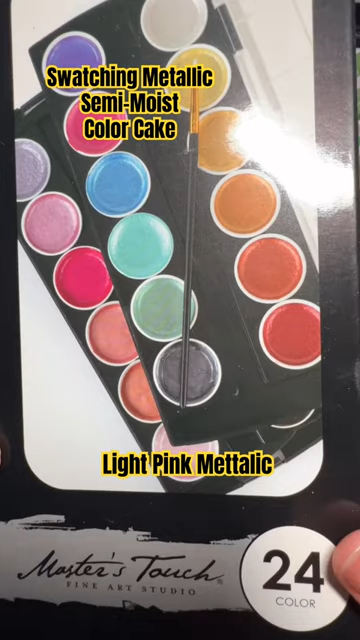 Swatching Metallic
Semi-Moist
Color Cake
Light Pink Mettalic
Master's Touch
FINE ART STUDIO
24
COLOR